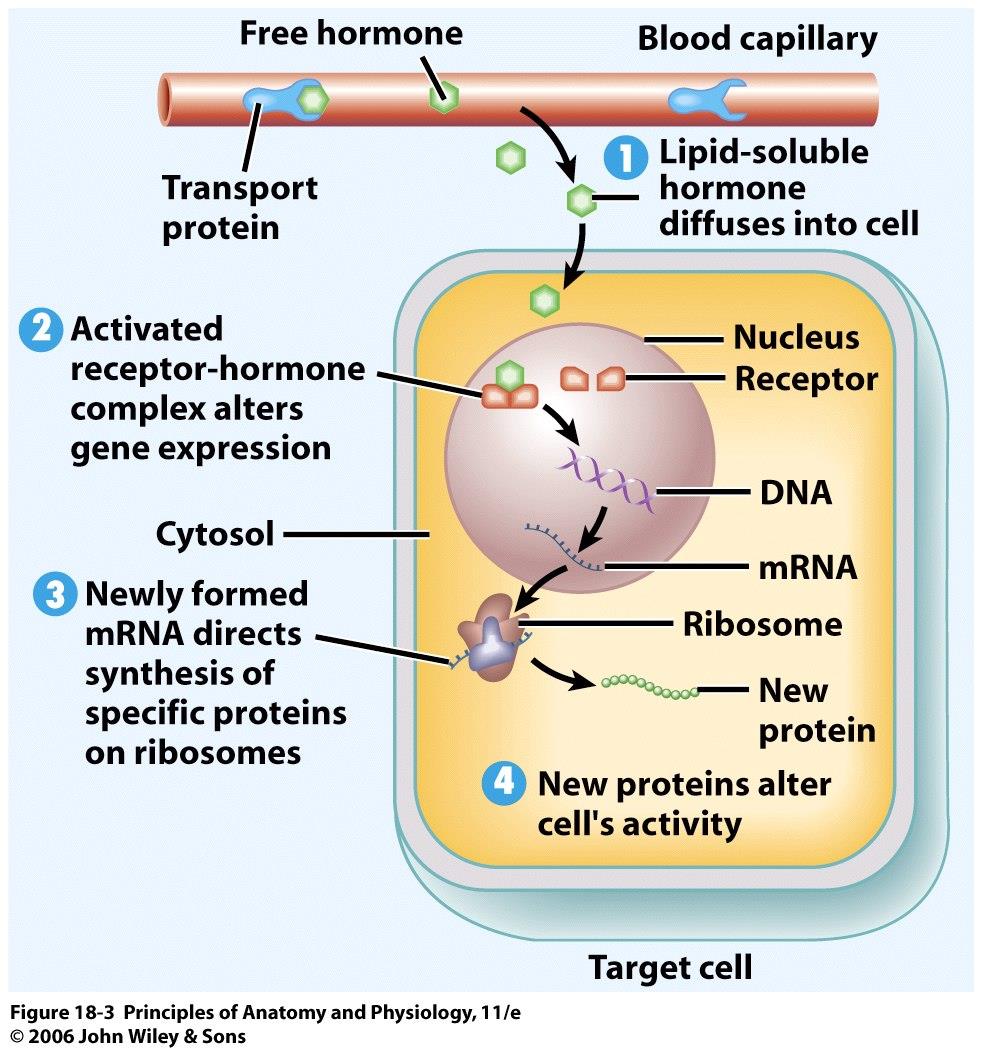 Free hormone
Blood capillary
Transport
protein
1 Lipid-soluble
hormone
diffuses into cell
2 Activated
receptor-hormone
complex alters
gene expression
Nucleus
Receptor
DNA
Cytosol
mRNA
3 Newly formed
mRNA directs
synthesis of
specific proteins
on ribosomes
Ribosome
New
protein
4 New proteins alter
cell's activity
Target cell
Figure 18-3 Principles of Anatomy and Physiology, 11/e
© 2006 John Wiley & Sons